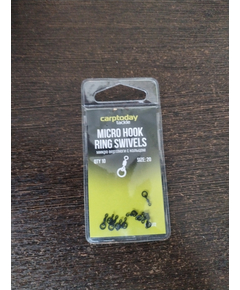 carptoday
TACKLE
MICRO HOOK
RING SWIVELS
QTY 10
SIZE: 20